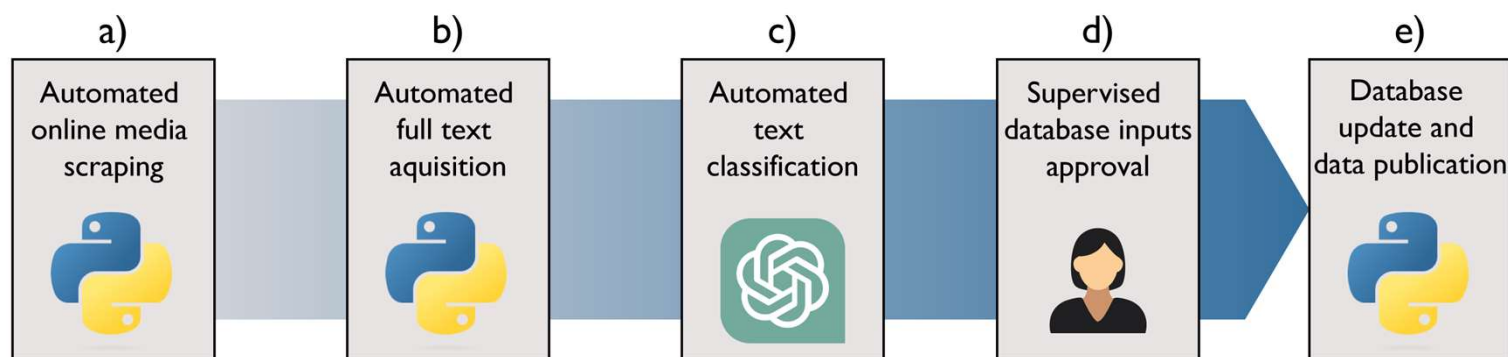 a)
Automated
online media
scraping
b)
Automated
full text
aquisition
c)
Automated
text
classification
d)
Supervised
database inputs
approval
e)
Database
update and
data publication